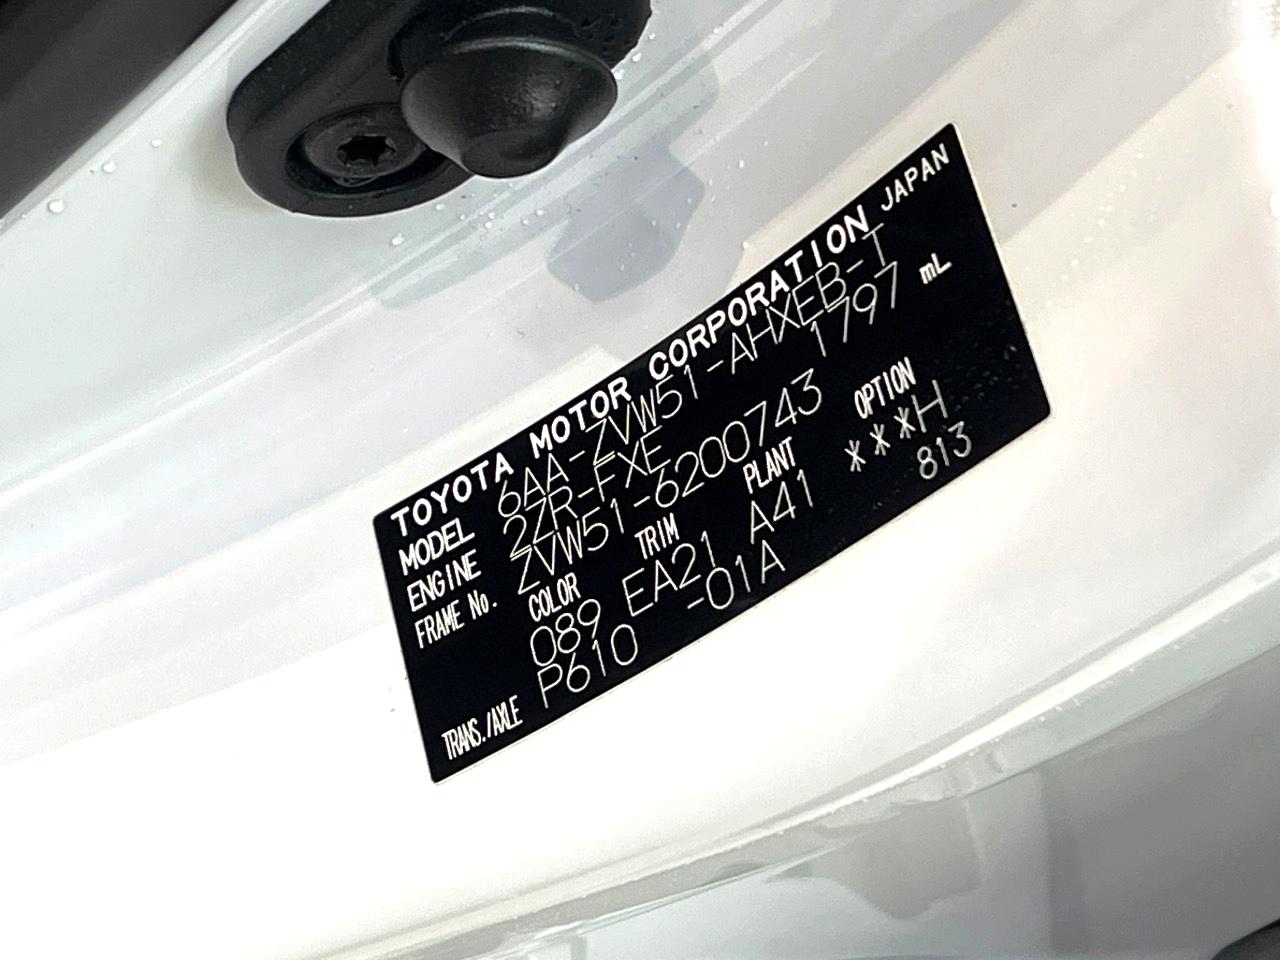 TOYOTA MOTOR CORPORATION JAPAN
MODEL 6AA-ZVW51-AHXEB-T
ENGINE 2ZR-FXE 1797 mL
FRAME No. ZVW51-6200743
COLOR TRIM PLANT OPTION
089 EA21 A41 ***H
TRANS./AXLE P610 -01A 813